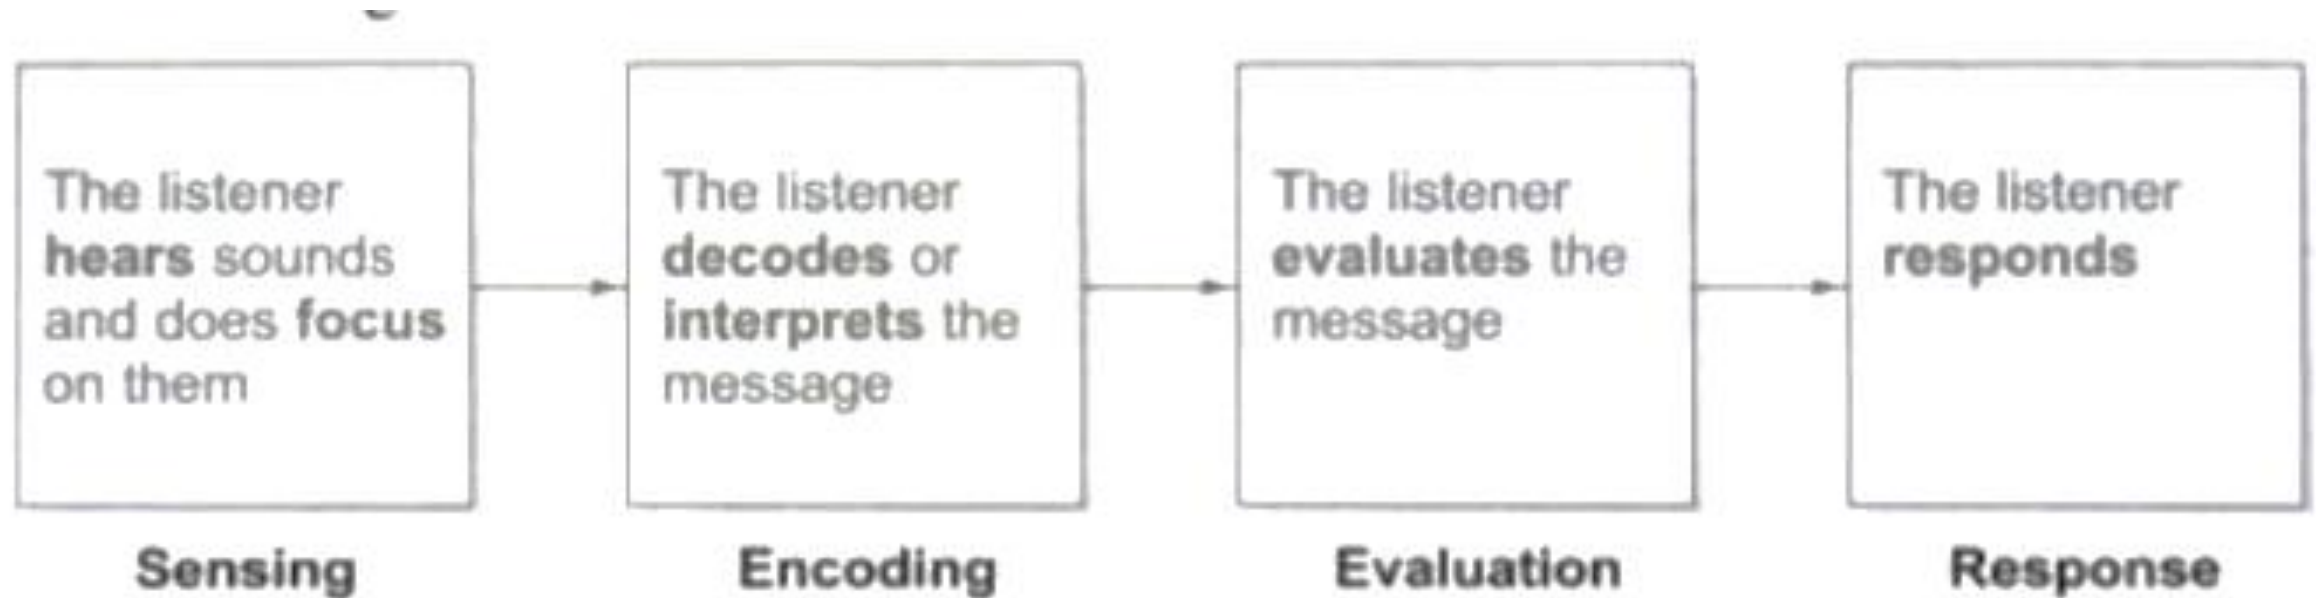 The listener
hears sounds
and does focus
on them
Sensing
The listener
decodes or
interprets the
message
Encoding
The listener
evaluates the
message
Evaluation
The listener
responds
Response